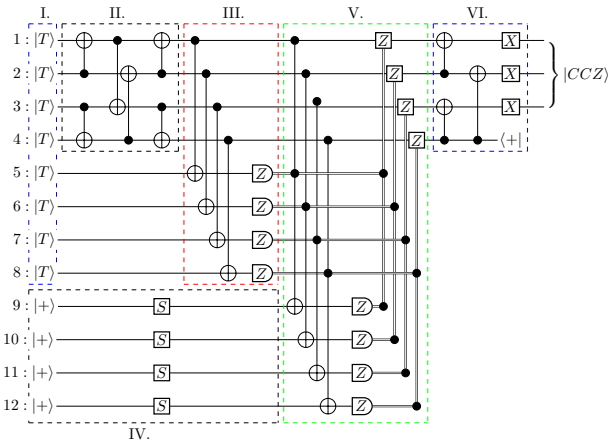 I. II. III. V. VI.
1 : |T⟩ Z X
2 : |T⟩ Z X |CCZ⟩
3 : |T⟩ Z X
4 : |T⟩ Z ⟨+|
5 : |T⟩ Z
6 : |T⟩ Z
7 : |T⟩ Z
8 : |T⟩ Z
9 : |+⟩ S Z
10 : |+⟩ S Z
11 : |+⟩ S Z
12 : |+⟩ S Z
IV.